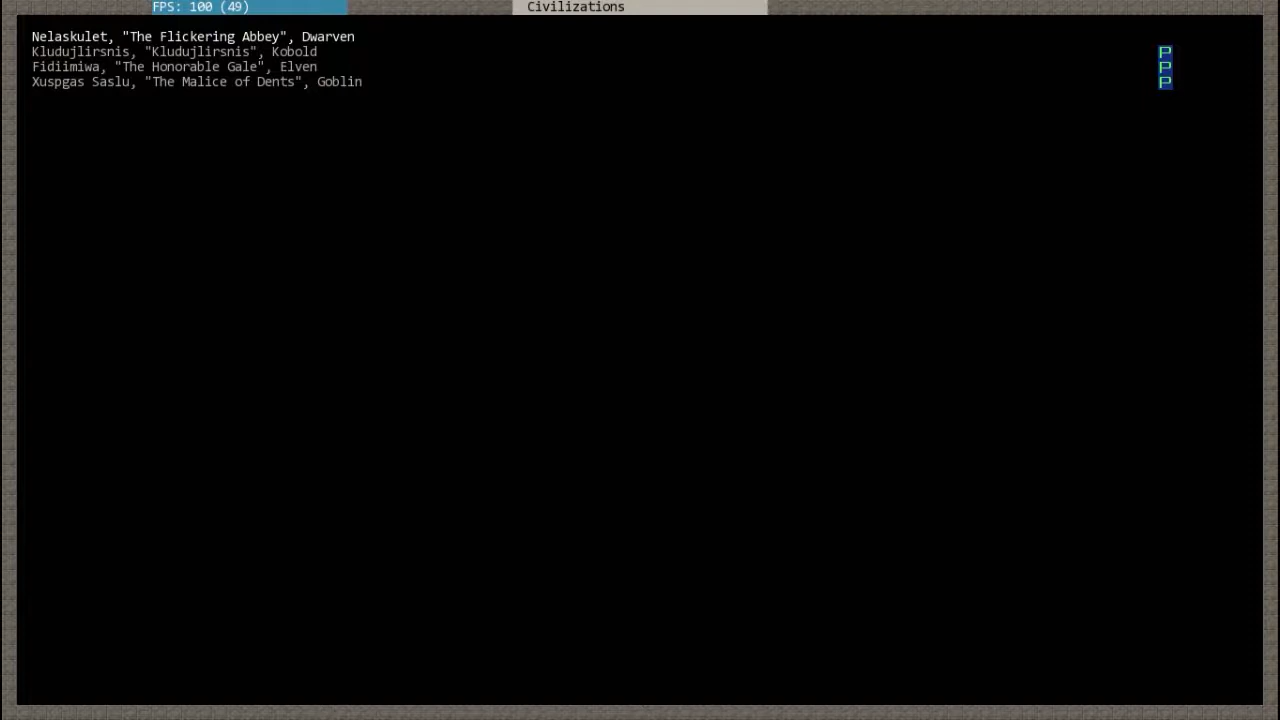 FPS: 100 (49) Civilizations
Nelaskulet, "The Flickering Abbey", Dwarven
Kludujlirsnis, "Kludujlirsnis", Kobold P
Fidiimiwa, "The Honorable Gale", Elven P
Xuspgas Saslu, "The Malice of Dents", Goblin P